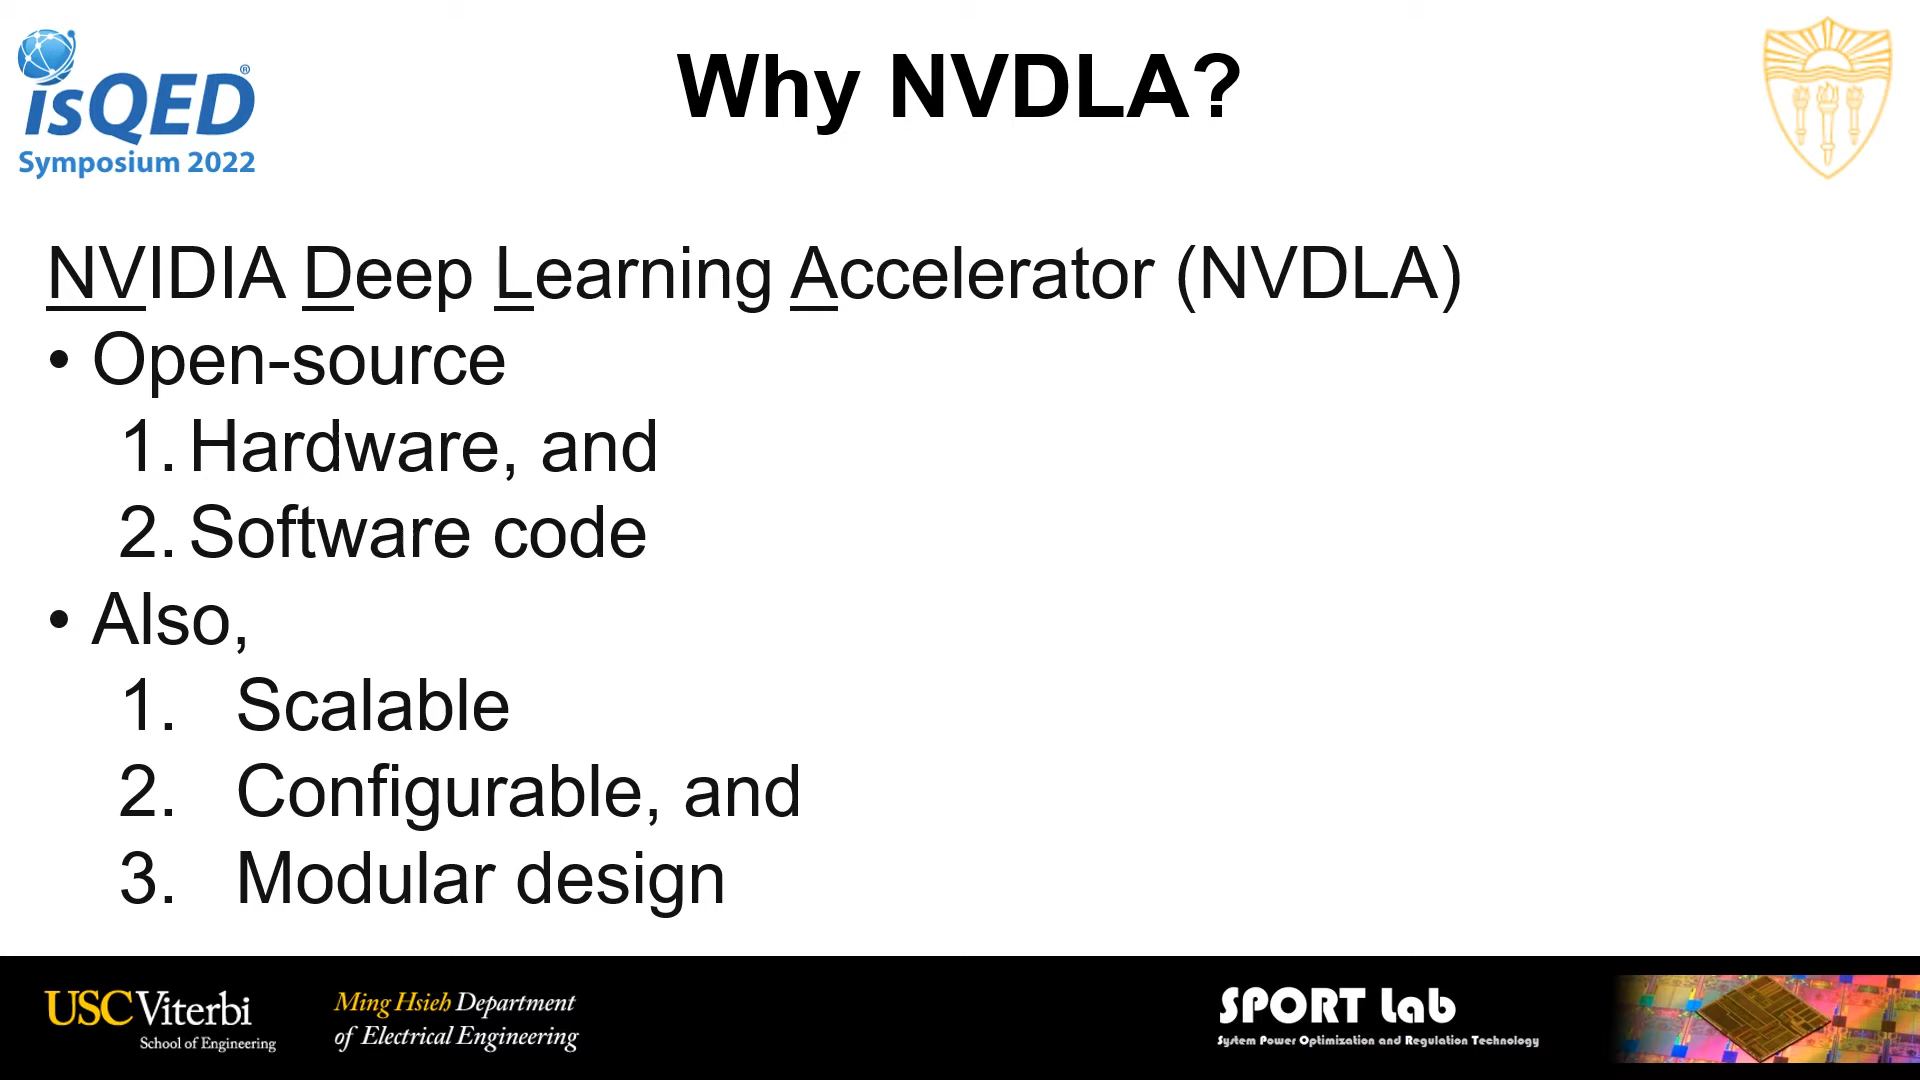 isQED®
Symposium 2022
Why NVDLA?
NVIDIA Deep Learning Accelerator (NVDLA)
• Open-source
1. Hardware, and
2. Software code
• Also,
1. Scalable
2. Configurable, and
3. Modular design
USC Viterbi
School of Engineering
Ming Hsieh Department
of Electrical Engineering
SPORT Lab
System Power Optimization and Regulation Technology